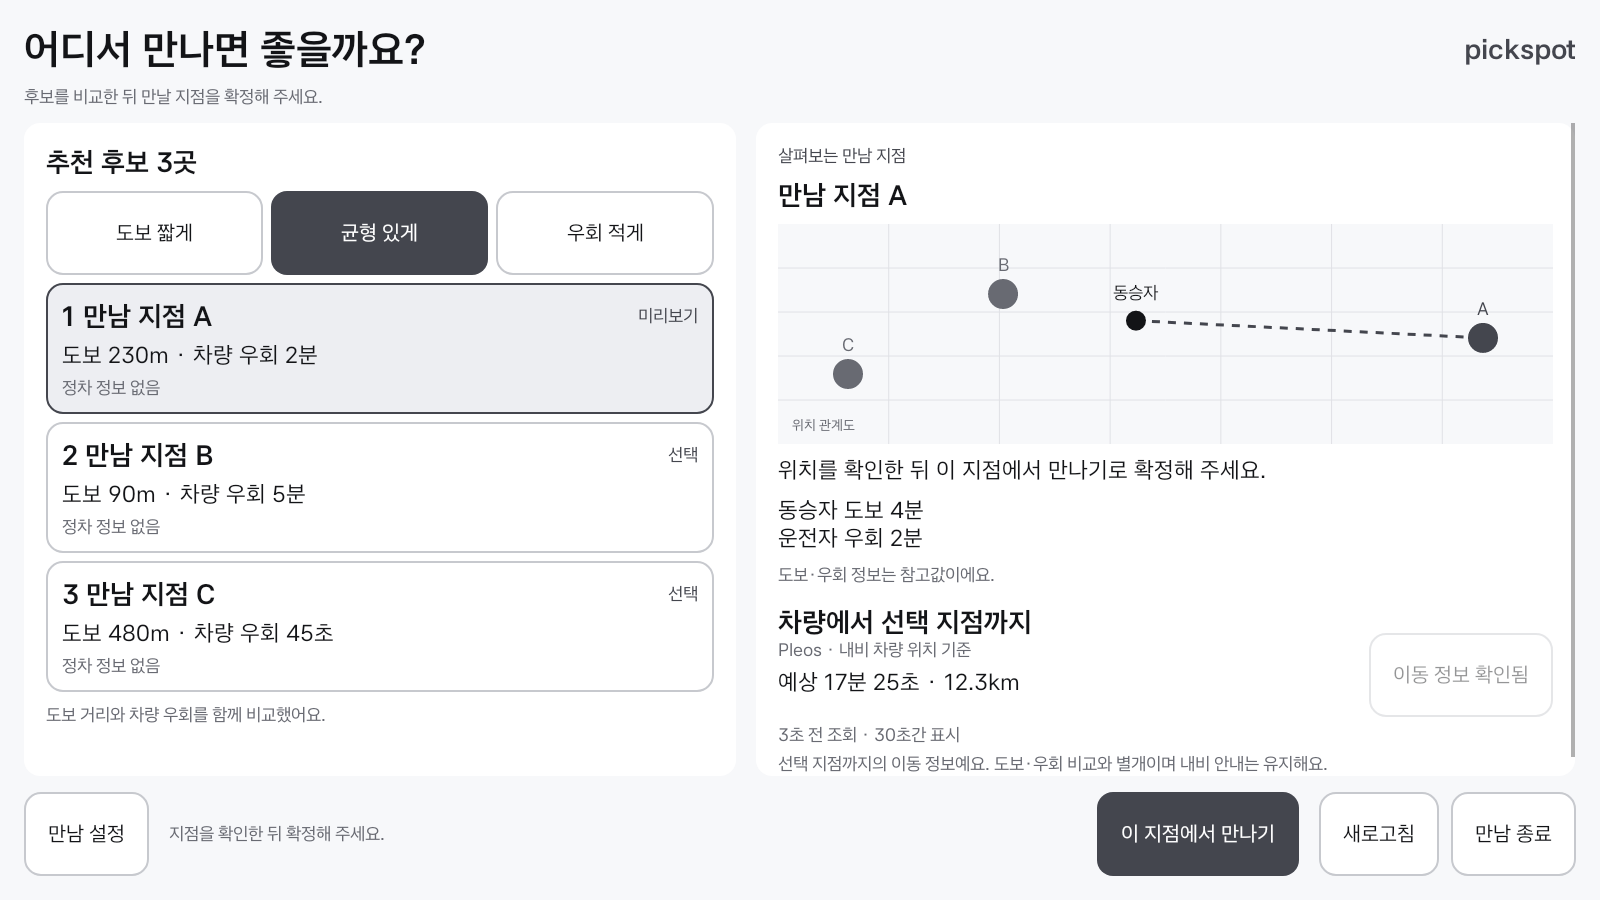 어디서 만나면 좋을까요?
pickspot
후보를 비교한 뒤 만날 지점을 확정해 주세요.
추천 후보 3곳
도보 짧게
균형 있게
우회 적게
1 만남 지점 A
미리보기
도보 230m · 차량 우회 2분
정차 정보 없음
2 만남 지점 B
선택
도보 90m · 차량 우회 5분
정차 정보 없음
3 만남 지점 C
선택
도보 480m · 차량 우회 45초
정차 정보 없음
도보 거리와 차량 우회를 함께 비교했어요.
살펴보는 만남 지점
만남 지점 A
B
동승자
A
C
위치 관계도
위치를 확인한 뒤 이 지점에서 만나기로 확정해 주세요.
동승자 도보 4분
운전자 우회 2분
도보·우회 정보는 참고값이에요.
차량에서 선택 지점까지
Pleos · 내비 차량 위치 기준
예상 17분 25초 · 12.3km
이동 정보 확인됨
3초 전 조회 · 30초간 표시
선택 지점까지의 이동 정보예요. 도보·우회 비교와 별개이며 내비 안내는 유지해요.
만남 설정
지점을 확인한 뒤 확정해 주세요.
이 지점에서 만나기
새로고침
만남 종료